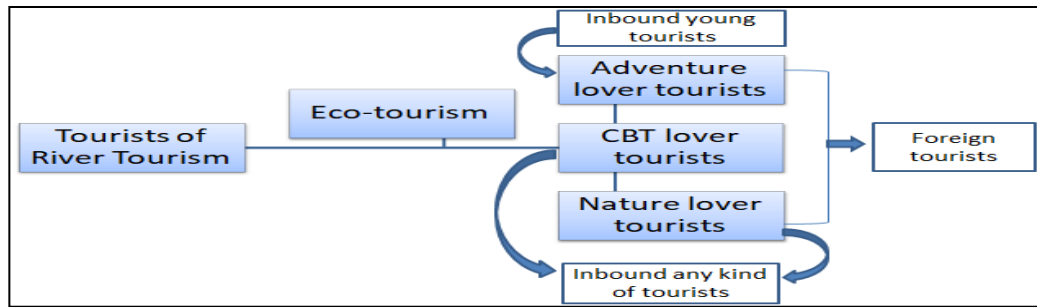 Inbound young
tourists
Adventure
lover tourists
Eco-tourism
Tourists of
River Tourism
CBT lover
tourists
Foreign
tourists
Nature lover
tourists
Inbound any kind
of tourists